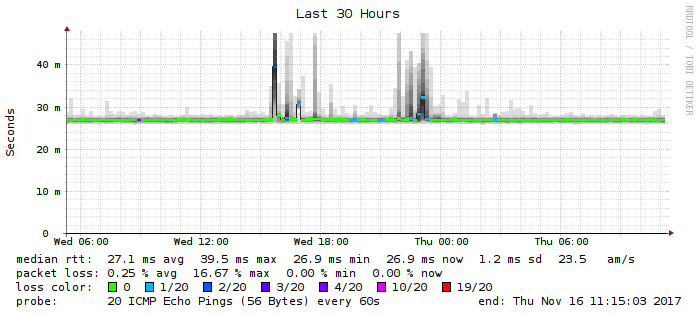 Last 30 Hours
RRDTOOL / TOBI OETIKER
Seconds
40 m
30 m
20 m
10 m
0
Wed 06:00 Wed 12:00 Wed 18:00 Thu 00:00 Thu 06:00
median rtt: 27.1 ms avg 39.5 ms max 26.9 ms min 26.9 ms now 1.2 ms sd 23.5 am/s
packet loss: 0.25 % avg 16.67 % max 0.00 % min 0.00 % now
loss color: 0 1/20 2/20 3/20 4/20 10/20 19/20
probe: 20 ICMP Echo Pings (56 Bytes) every 60s end: Thu Nov 16 11:15:03 2017